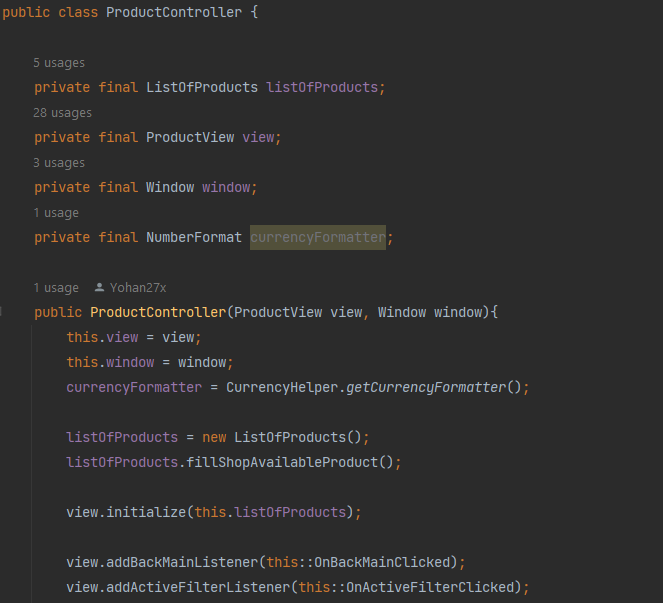 public class ProductController {
5 usages
private final ListOfProducts listOfProducts;
28 usages
private final ProductView view;
3 usages
private final Window window;
1 usage
private final NumberFormat currencyFormatter;
1 usage Yohan27x
public ProductController(ProductView view, Window window){
this.view = view;
this.window = window;
currencyFormatter = CurrencyHelper.getCurrencyFormatter();
listOfProducts = new ListOfProducts();
listOfProducts.fillShopAvailableProduct();
view.initialize(this.listOfProducts);
view.addBackMainListener(this::OnBackMainClicked);
view.addActiveFilterListener(this::OnActiveFilterClicked);